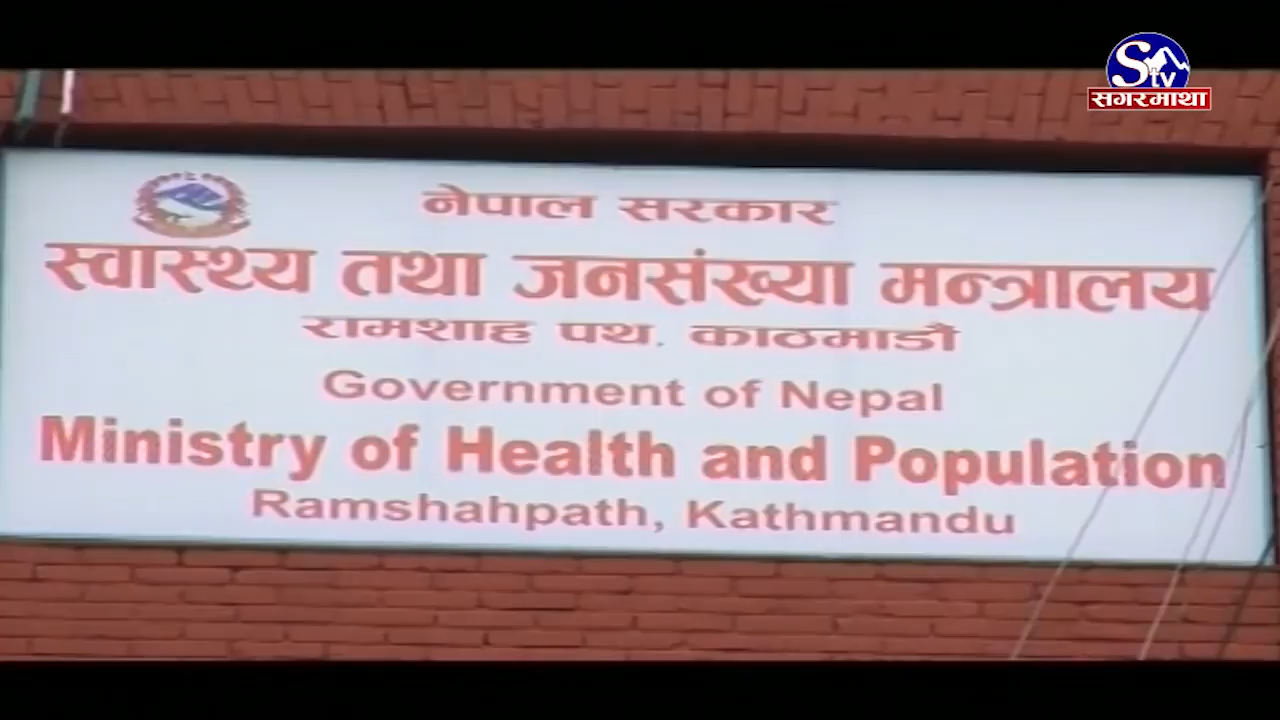 STV
सगरमाथा
नेपाल सरकार
स्वास्थ्य तथा जनसंख्या मन्त्रालय
रामशाह पथ, काठमाडौं
Government of Nepal
Ministry of Health and Population
Ramshahpath, Kathmandu